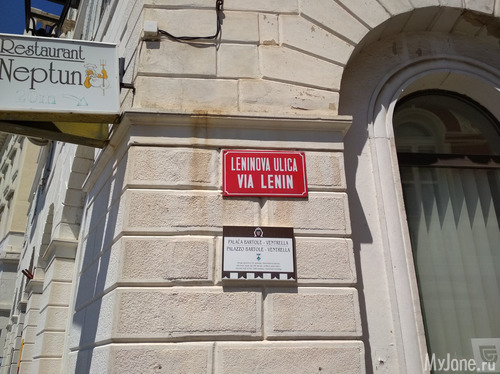 Restaurant
Neptun
LENINOVA ULICA
VIA LENIN
PALAČA BARTOLE - VENTRELLA
PALAZZO BARTOLE - VENTRELLA
MyJane.ru